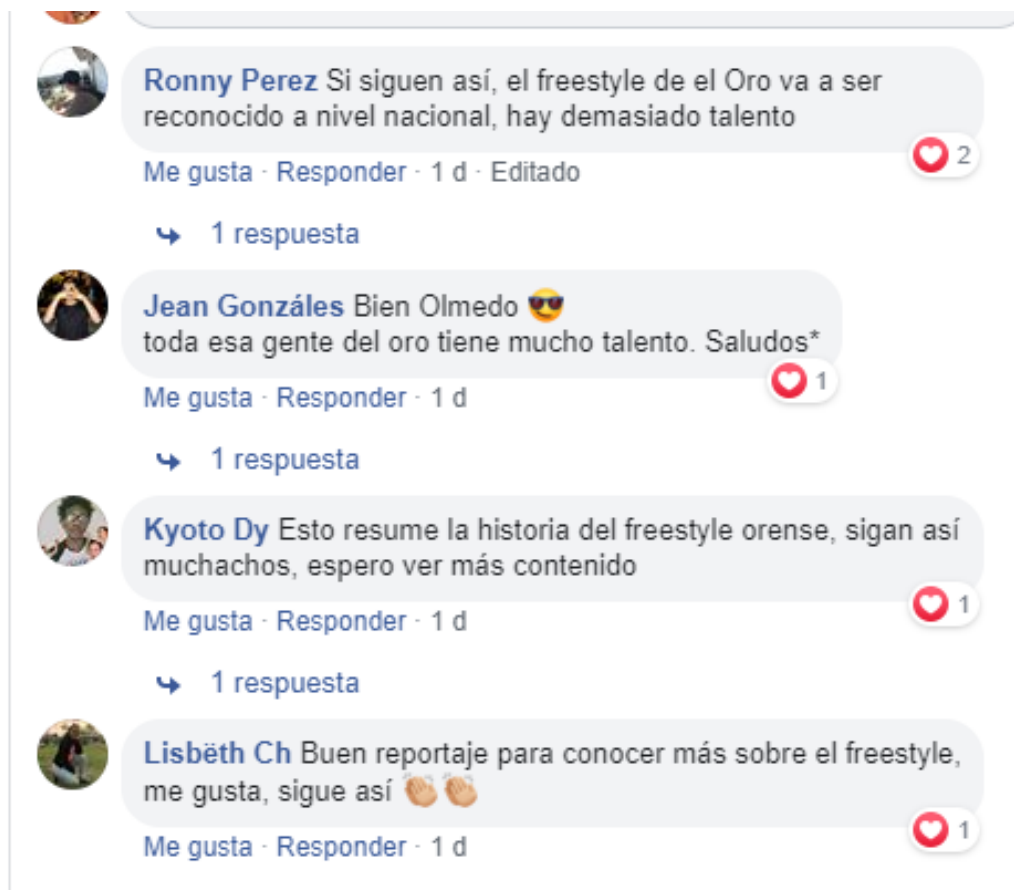 Ronny Perez Si siguen así, el freestyle de el Oro va a ser
reconocido a nivel nacional, hay demasiado talento
2
Me gusta · Responder · 1 d · Editado
1 respuesta
Jean Gonzáles Bien Olmedo 😎
toda esa gente del oro tiene mucho talento. Saludos*
1
Me gusta · Responder · 1 d
1 respuesta
Kyoto Dy Esto resume la historia del freestyle orense, sigan así
muchachos, espero ver más contenido
1
Me gusta · Responder · 1 d
1 respuesta
Lisbëth Ch Buen reportaje para conocer más sobre el freestyle,
me gusta, sigue así 👏🏻👏🏻
1
Me gusta · Responder · 1 d